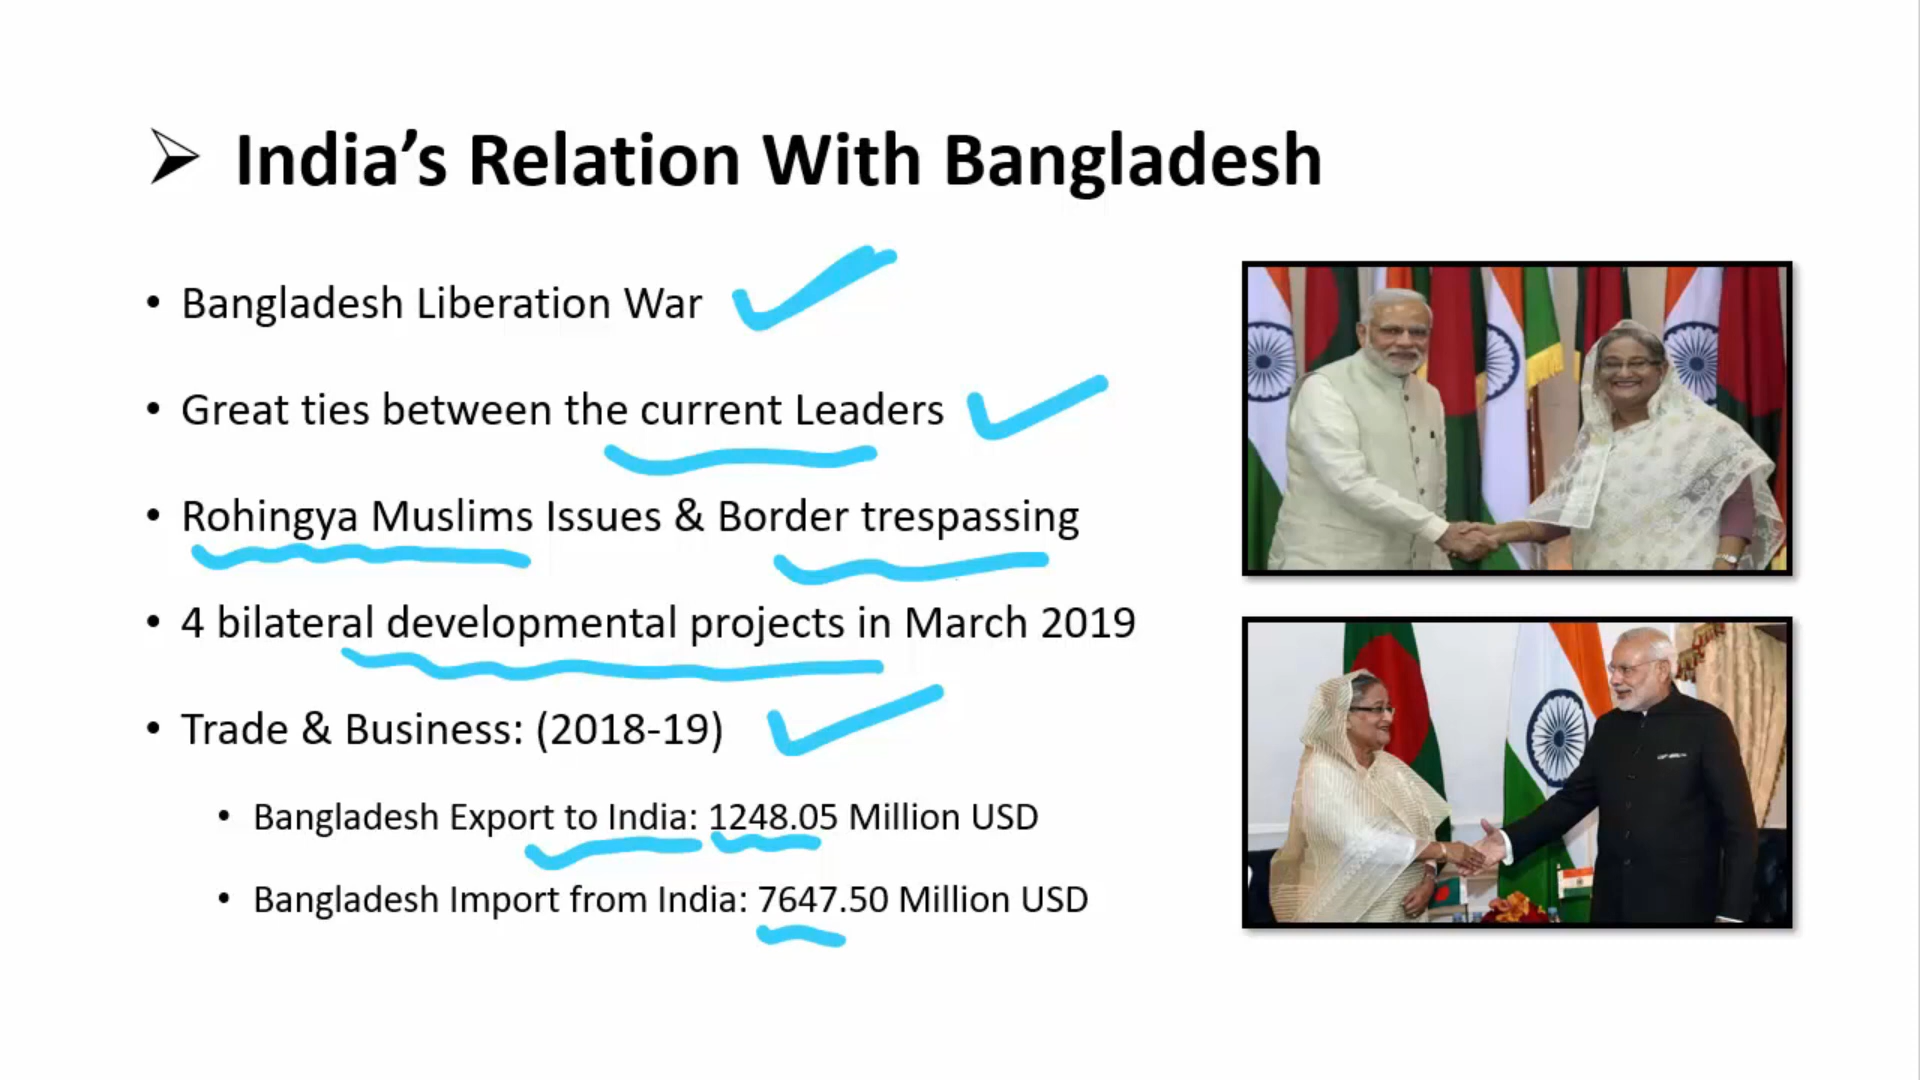 ➢ India’s Relation With Bangladesh
• Bangladesh Liberation War
• Great ties between the current Leaders
• Rohingya Muslims Issues & Border trespassing
• 4 bilateral developmental projects in March 2019
• Trade & Business: (2018-19)
• Bangladesh Export to India: 1248.05 Million USD
• Bangladesh Import from India: 7647.50 Million USD